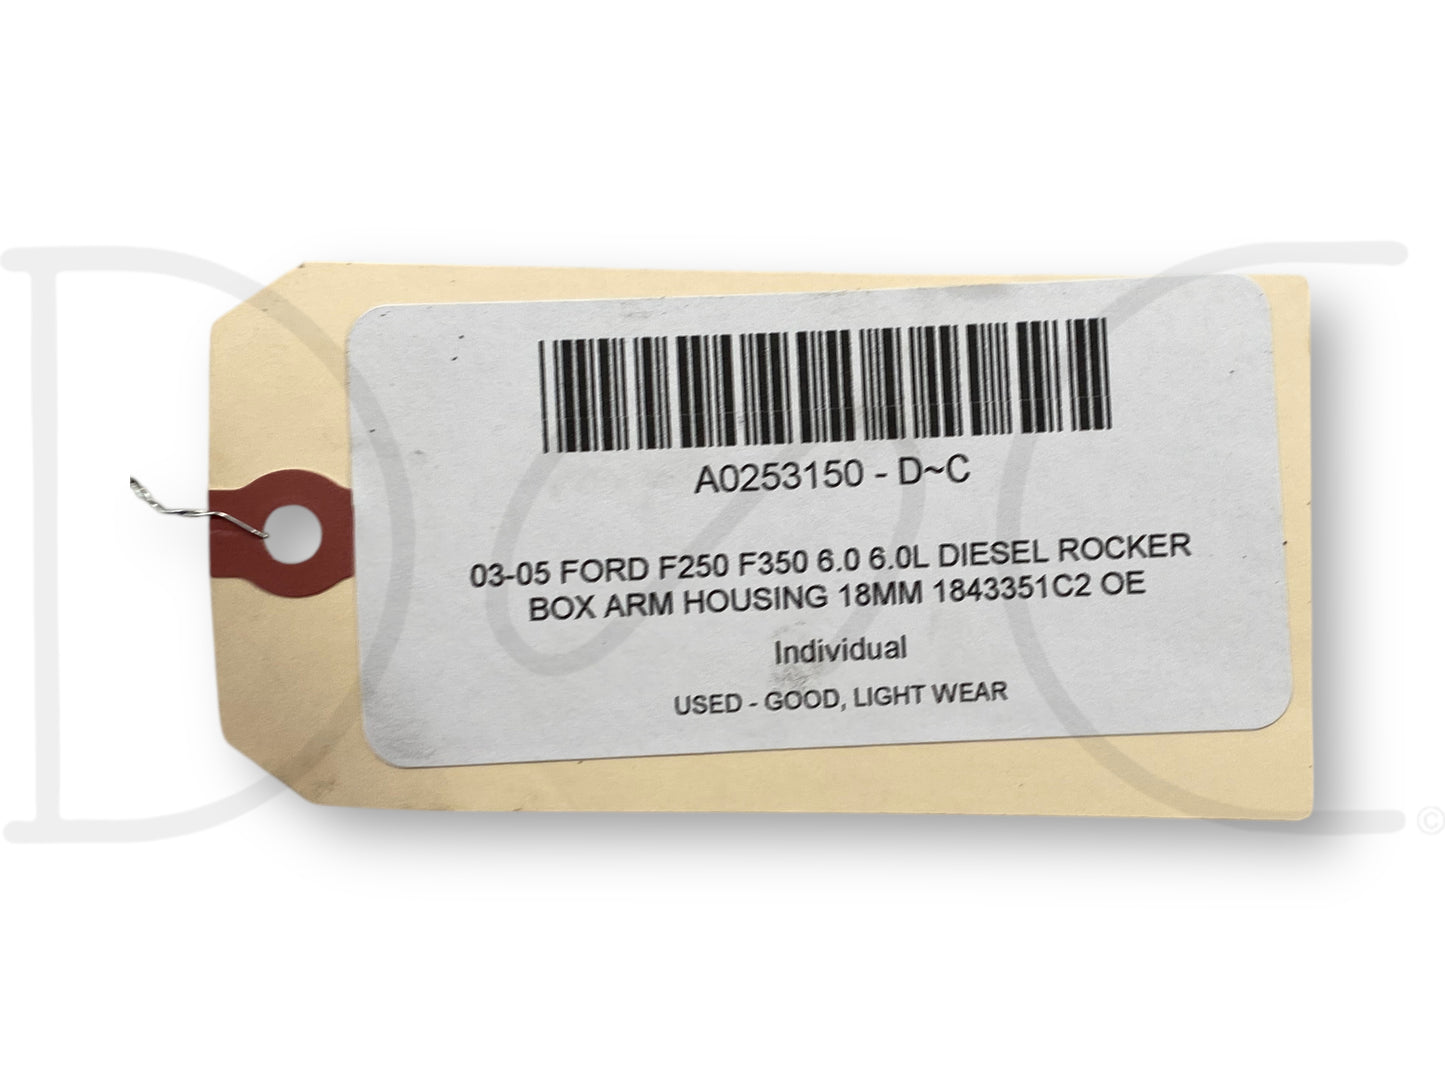 A0253150 - D~C
03-05 FORD F250 F350 6.0 6.0L DIESEL ROCKER
BOX ARM HOUSING 18MM 1843351C2 OE
Individual
USED - GOOD, LIGHT WEAR
D C ©